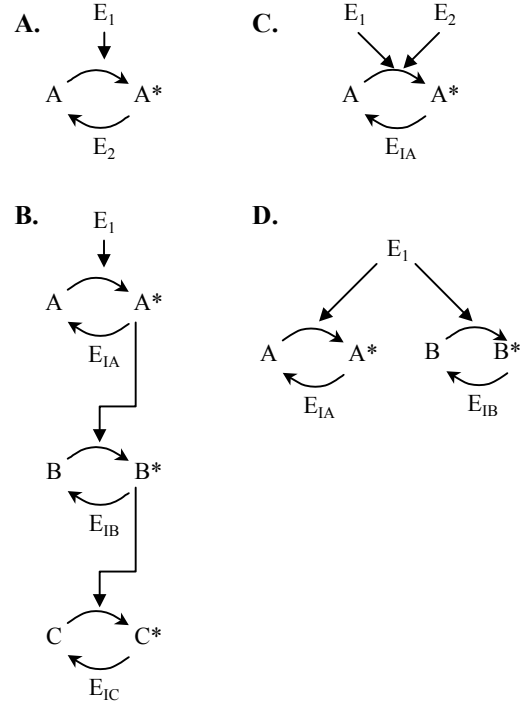 A.
E1
A A*
E2
B.
E1
A A*
EIA
B B*
EIB
C C*
EIC
C.
E1 E2
A A*
EIA
D.
E1
A A* B B*
EIA EIB